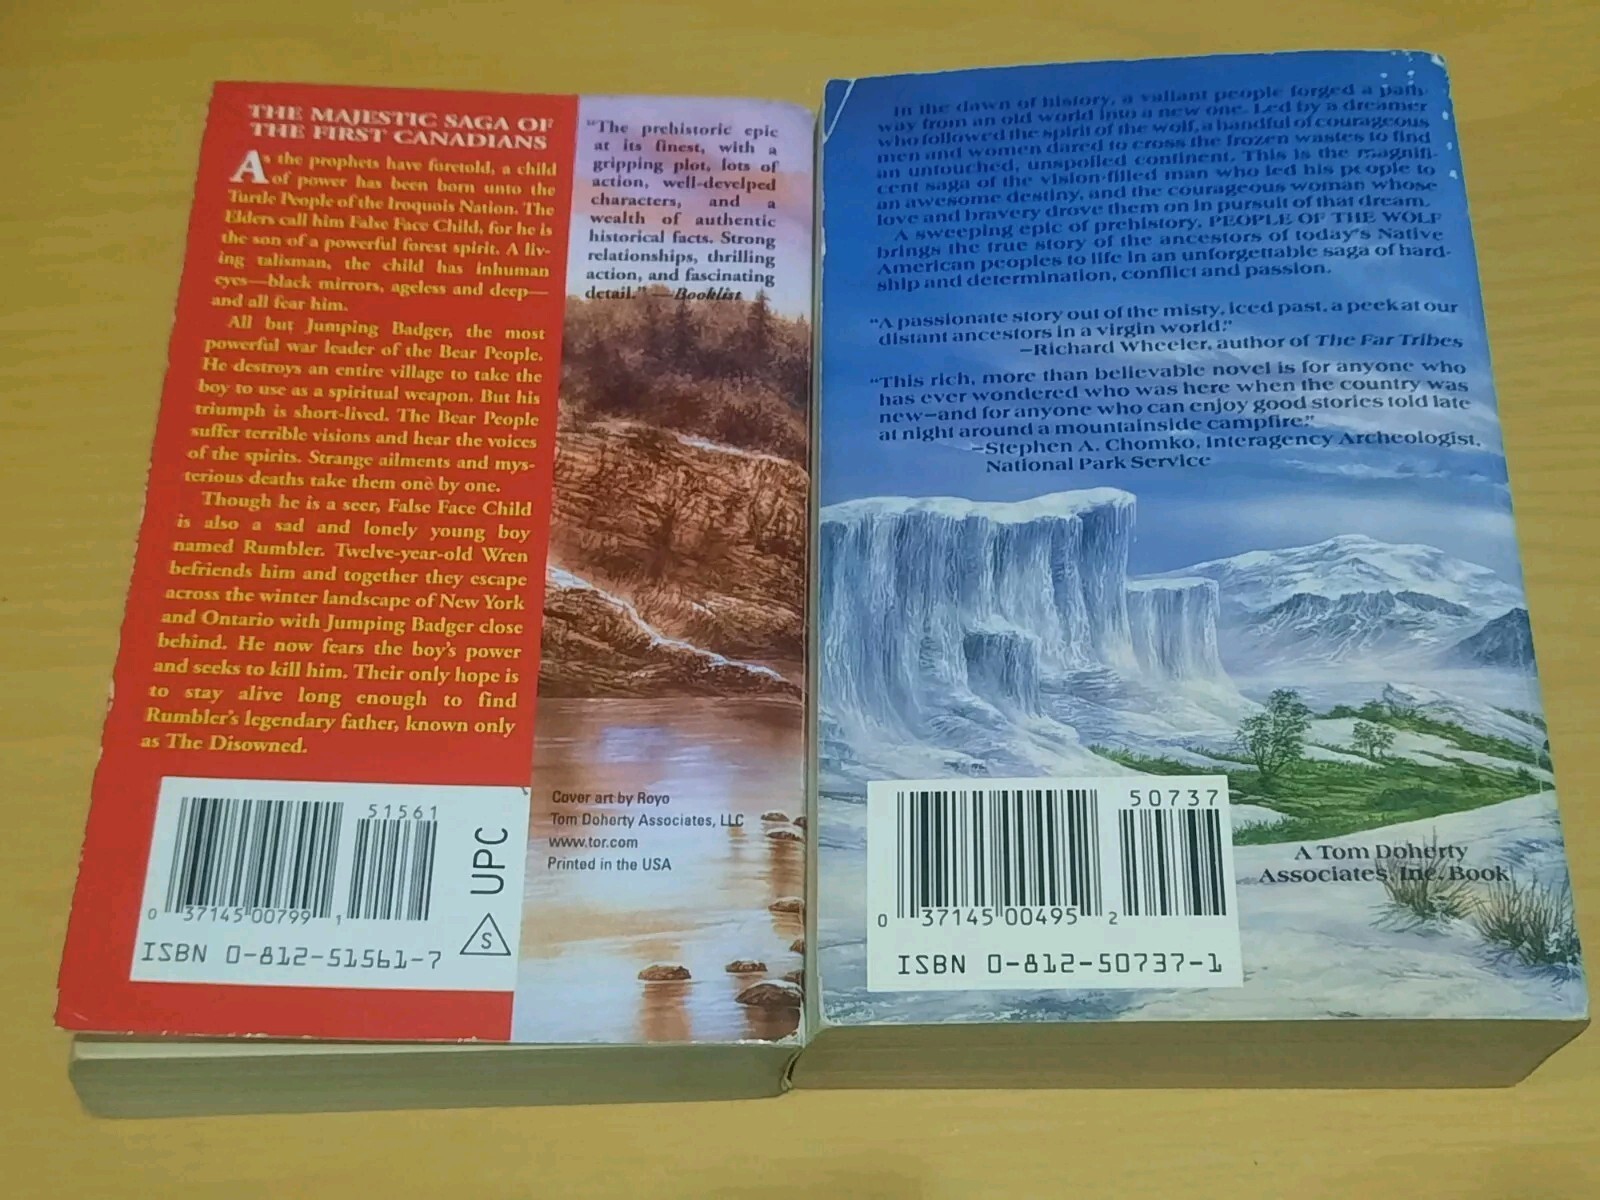 THE MAJESTIC SAGA OF
THE FIRST CANADIANS
As the prophets have foretold, a child
of power has been born unto the
Turtle People of the Iroquois Nation. The
Elders call him False Face Child, for he is
the son of a powerful forest spirit. A liv-
ing talisman, the child has inhuman
eyes—black mirrors, ageless and deep—
and all fear him.
All but Jumping Badger, the most
powerful war leader of the Bear People.
He destroys an entire village to take the
boy to use as a spiritual weapon. But his
triumph is short-lived. The Bear People
suffer terrible visions and hear the voices
of the spirits. Strange ailments and mys-
terious deaths take them one by one.
Though he is a seer, False Face Child
is also a sad and lonely young boy
named Rumbler. Twelve-year-old Wren
befriends him and together they escape
across the winter landscape of New York
and Ontario with Jumping Badger close
behind. He now fears the boy's power
and seeks to kill him. Their only hope is
to stay alive long enough to find
Rumbler's legendary father, known only
as The Disowned.
51561
0 37145 00799 1
ISBN 0-812-51561-7
UPC
S
"The prehistoric epic
at its finest, with a
gripping plot, lots of
action, well-develped
characters, and a
wealth of authentic
historical facts. Strong
relationships, thrilling
action, and fascinating
detail." —Booklist
Cover art by Royo
Tom Doherty Associates, LLC
www.tor.com
Printed in the USA
In the dawn of history, a valiant people forged a path-
way from an old world into a new one. Led by a dreamer
who followed the spirit of the wolf, a handful of courageous
men and women dared to cross the frozen wastes to find
an untouched, unspoiled continent. This is the magnifi-
cent saga of the vision-filled man who led his people to
an awesome destiny, and the courageous woman whose
love and bravery drove them on in pursuit of that dream.
A sweeping epic of prehistory, PEOPLE OF THE WOLF
brings the true story of the ancestors of today's Native
American peoples to life in an unforgettable saga of hard-
ship and determination, conflict and passion.
"A passionate story out of the misty, iced past, a peek at our
distant ancestors in a virgin world."
—Richard Wheeler, author of The Far Tribes
"This rich, more than believable novel is for anyone who
has ever wondered who was here when the country was
new—and for anyone who can enjoy good stories told late
at night around a mountainside campfire."
—Stephen A. Chomko, Interagency Archeologist,
National Park Service
50737
0 37145 00495 2
ISBN 0-812-50737-1
A Tom Doherty
Associates, Inc. Book